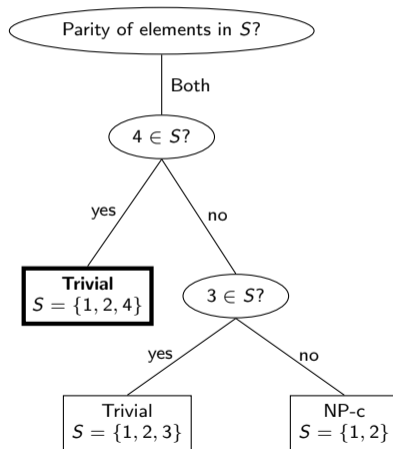 Parity of elements in S?
Both
4 ∈ S?
yes
no
Trivial
S = {1, 2, 4}
3 ∈ S?
yes
no
Trivial
S = {1, 2, 3}
NP-c
S = {1, 2}